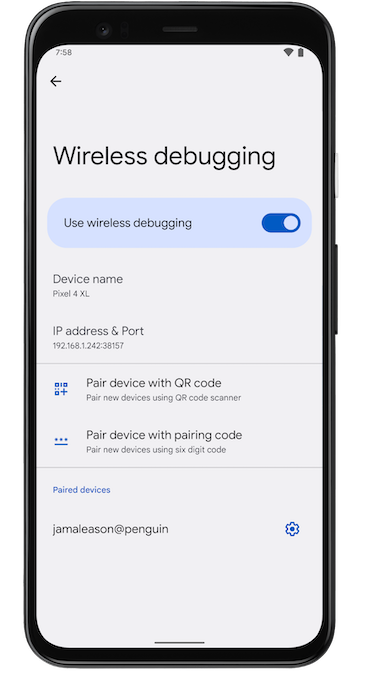 7:58
Wireless debugging
Use wireless debugging
Device name
Pixel 4 XL
IP address & Port
192.168.1.242:38157
Pair device with QR code
Pair new devices using QR code scanner
Pair device with pairing code
Pair new devices using six digit code
Paired devices
jamaleason@penguin